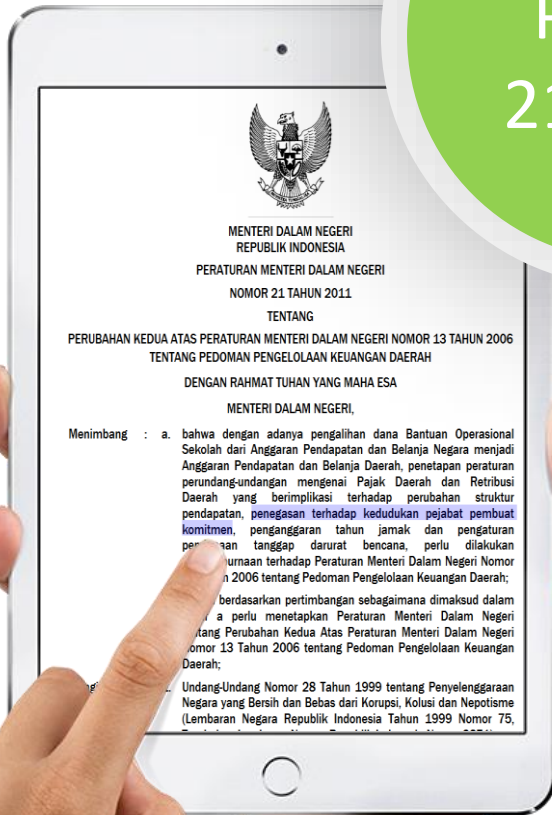 21
MENTERI DALAM NEGERI
REPUBLIK INDONESIA
PERATURAN MENTERI DALAM NEGERI
NOMOR 21 TAHUN 2011
TENTANG
PERUBAHAN KEDUA ATAS PERATURAN MENTERI DALAM NEGERI NOMOR 13 TAHUN 2006
TENTANG PEDOMAN PENGELOLAAN KEUANGAN DAERAH
DENGAN RAHMAT TUHAN YANG MAHA ESA
MENTERI DALAM NEGERI,
Menimbang : a. bahwa dengan adanya pengalihan dana Bantuan Operasional
Sekolah dari Anggaran Pendapatan dan Belanja Negara menjadi
Anggaran Pendapatan dan Belanja Daerah, penetapan peraturan
perundang-undangan mengenai Pajak Daerah dan Retribusi
Daerah yang berimplikasi terhadap perubahan struktur
pendapatan, penegasan terhadap kedudukan pejabat pembuat
komitmen, penganggaran tahun jamak dan pengaturan
tanggap darurat bencana, perlu dilakukan
terhadap Peraturan Menteri Dalam Negeri Nomor
2006 tentang Pedoman Pengelolaan Keuangan Daerah;
berdasarkan pertimbangan sebagaimana dimaksud dalam
a perlu menetapkan Peraturan Menteri Dalam Negeri
Perubahan Kedua Atas Peraturan Menteri Dalam Negeri
13 Tahun 2006 tentang Pedoman Pengelolaan Keuangan
Daerah;
Undang-Undang Nomor 28 Tahun 1999 tentang Penyelenggaraan
Negara yang Bersih dan Bebas dari Korupsi, Kolusi dan Nepotisme
(Lembaran Negara Republik Indonesia Tahun 1999 Nomor 75,